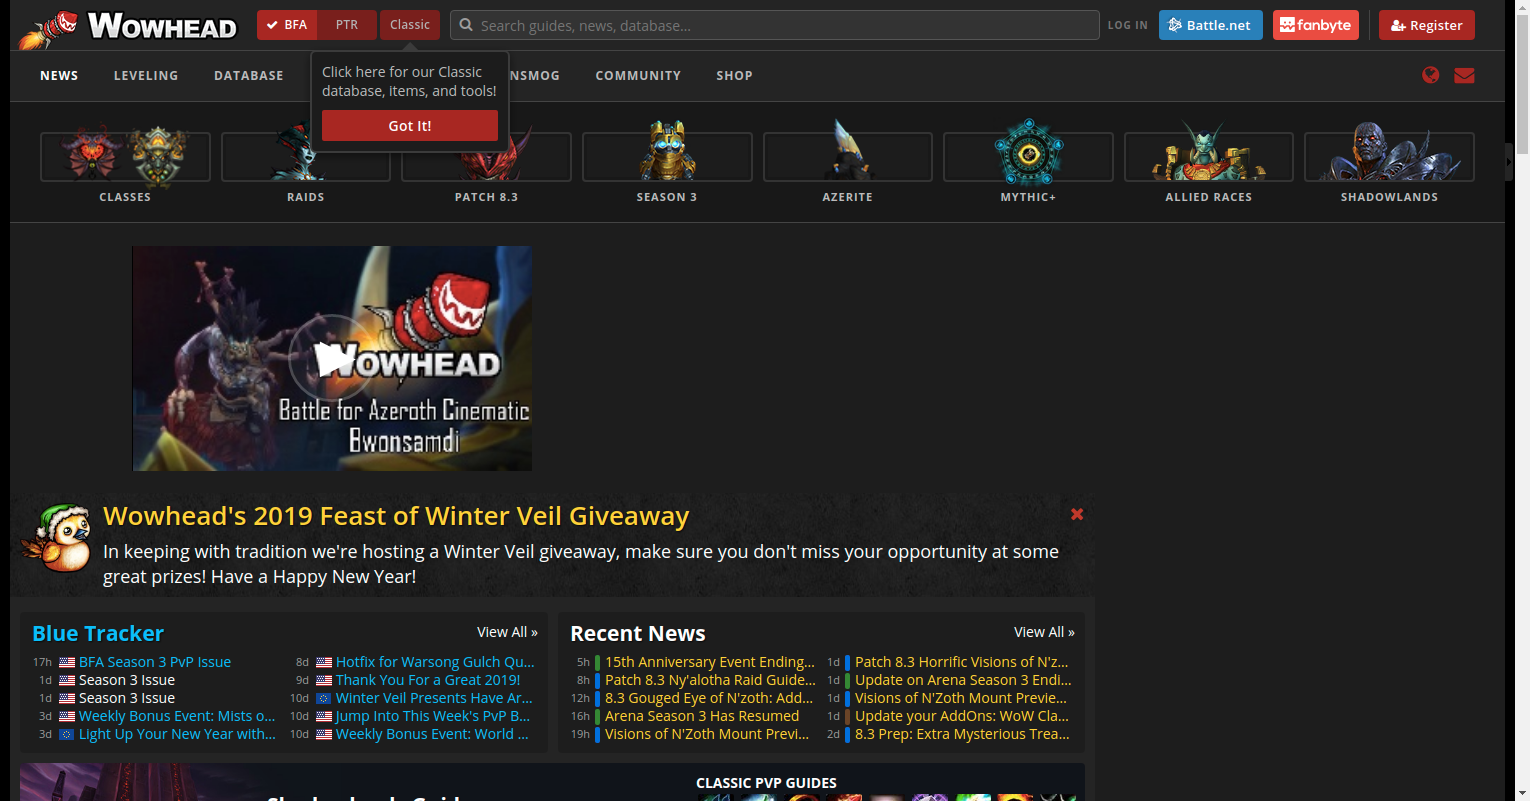 WOWHEAD
BFA
PTR
Classic
Search guides, news, database...
LOG IN
Battle.net
fanbyte
Register
NEWS
LEVELING
DATABASE
NSMOG
COMMUNITY
SHOP
Click here for our Classic
database, items, and tools!
Got It!
CLASSES
RAIDS
PATCH 8.3
SEASON 3
AZERITE
MYTHIC+
ALLIED RACES
SHADOWLANDS
WOWHEAD
Battle for Azeroth Cinematic
Bwonsamdi
Wowhead's 2019 Feast of Winter Veil Giveaway
In keeping with tradition we're hosting a Winter Veil giveaway, make sure you don't miss your opportunity at some
great prizes! Have a Happy New Year!
Blue Tracker
View All »
17h BFA Season 3 PvP Issue
1d Season 3 Issue
1d Season 3 Issue
3d Weekly Bonus Event: Mists o...
3d Light Up Your New Year with...
8d Hotfix for Warsong Gulch Qu...
9d Thank You For a Great 2019!
10d Winter Veil Presents Have Ar...
10d Jump Into This Week's PvP B...
10d Weekly Bonus Event: World ...
Recent News
View All »
5h 15th Anniversary Event Ending...
8h Patch 8.3 Ny'alotha Raid Guide...
12h 8.3 Gouged Eye of N'zoth: Add...
16h Arena Season 3 Has Resumed
19h Visions of N'Zoth Mount Previ...
1d Patch 8.3 Horrific Visions of N'z...
1d Update on Arena Season 3 Endi...
1d Visions of N'Zoth Mount Previe...
1d Update your AddOns: WoW Cla...
2d 8.3 Prep: Extra Mysterious Trea...
CLASSIC PVP GUIDES